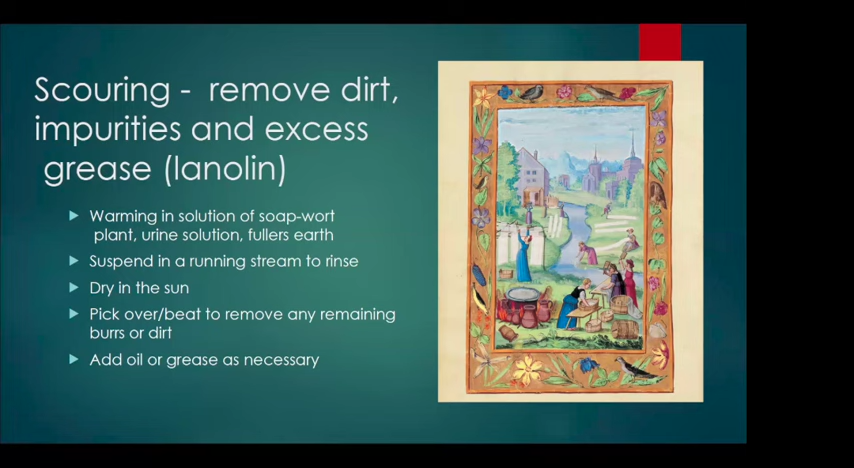 Scouring - remove dirt,
impurities and excess
grease (lanolin)
Warming in solution of soap-wort
plant, urine solution, fullers earth
Suspend in a running stream to rinse
Dry in the sun
Pick over/beat to remove any remaining
burrs or dirt
Add oil or grease as necessary